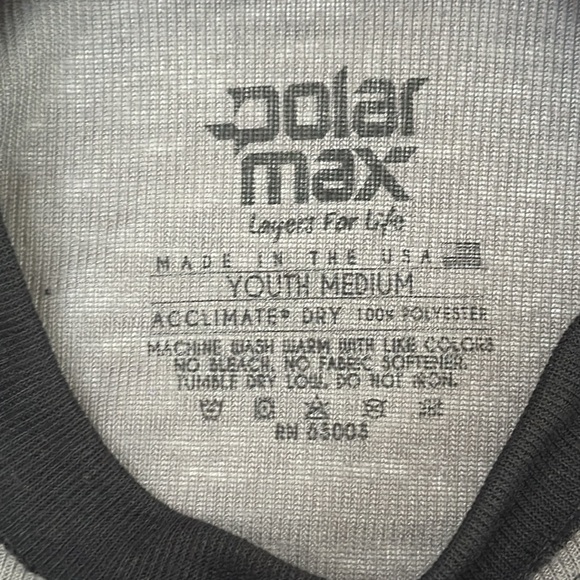 polar
max
Layers For Life
MADE IN THE USA
YOUTH MEDIUM
ACCLIMATE® DRY 100% POLYESTER
MACHINE WASH WARM WITH LIKE COLORS
NO BLEACH. NO FABRIC SOFTENER.
TUMBLE DRY LOW. DO NOT IRON.
RN